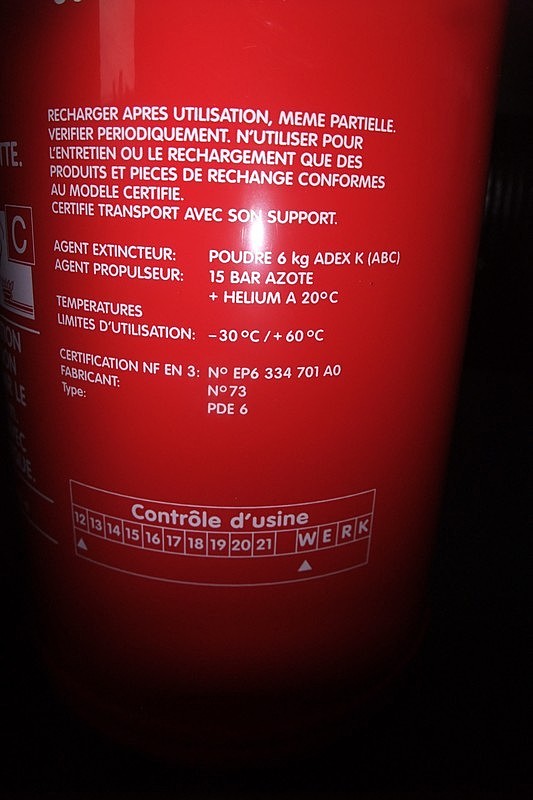 RECHARGER APRES UTILISATION, MEME PARTIELLE.
VERIFIER PERIODIQUEMENT. N'UTILISER POUR
L'ENTRETIEN OU LE RECHARGEMENT QUE DES
PRODUITS ET PIECES DE RECHANGE CONFORMES
AU MODELE CERTIFIE.
CERTIFIE TRANSPORT AVEC SON SUPPORT.
C
AGENT EXTINCTEUR: POUDRE 6 kg ADEX K (ABC)
AGENT PROPULSEUR: 15 BAR AZOTE
+ HELIUM A 20°C
TEMPERATURES
LIMITES D'UTILISATION: -30°C / +60°C
CERTIFICATION NF EN 3: N° EP6 334 701 A0
FABRICANT: N°73
Type: PDE 6
Contrôle d'usine
12 13 14 15 16 17 18 19 20 21 WERK